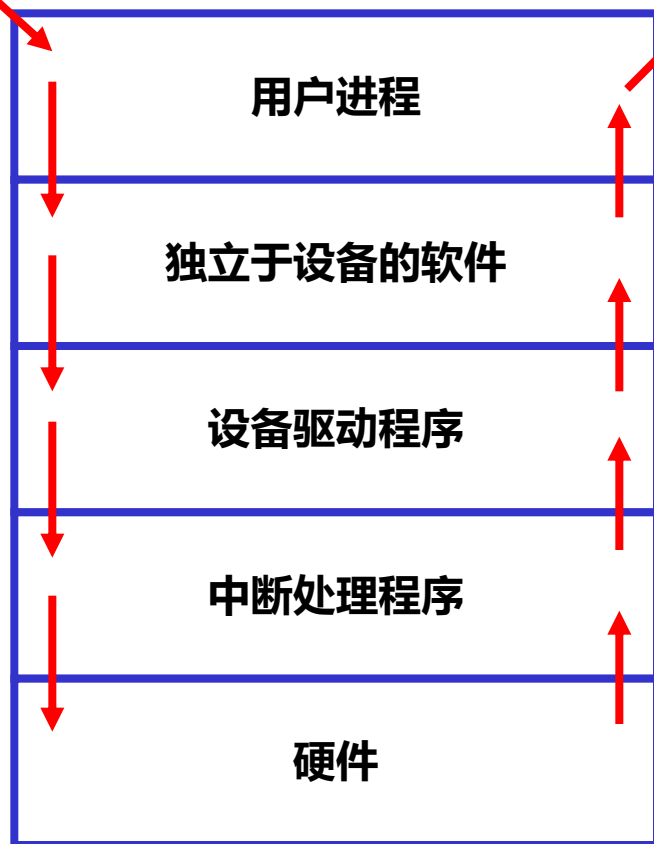 用户进程
独立于设备的软件
设备驱动程序
中断处理程序
硬件